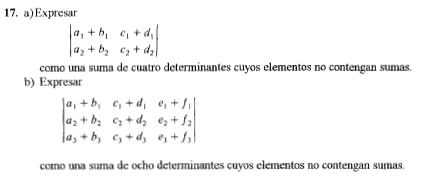 17. a) Expresar
|a₁ + b₁ c₁ + d₁|
|a₂ + b₂ c₂ + d₂|
como una suma de cuatro determinantes cuyos elementos no contengan sumas.
b) Expresar
|a₁ + b₁ c₁ + d₁ e₁ + f₁|
|a₂ + b₂ c₂ + d₂ e₂ + f₂|
|a₃ + b₃ c₃ + d₃ e₃ + f₃|
como una suma de ocho determinantes cuyos elementos no contengan sumas.